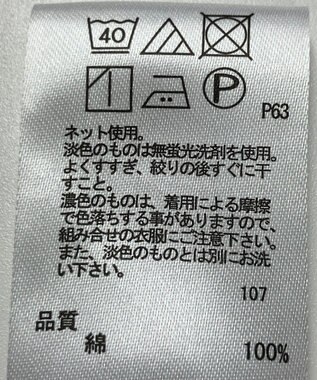 40
P
P63
ネット使用。
淡色のものは無蛍光洗剤を使用。
よくすすぎ、絞りの後すぐに干
すこと。
濃色のものは、着用による摩擦
で色落ちする事がありますので、
組み合せの衣服にご注意下さい。
また、淡色のものとは別にお洗
い下さい。
107
品質
綿 100%